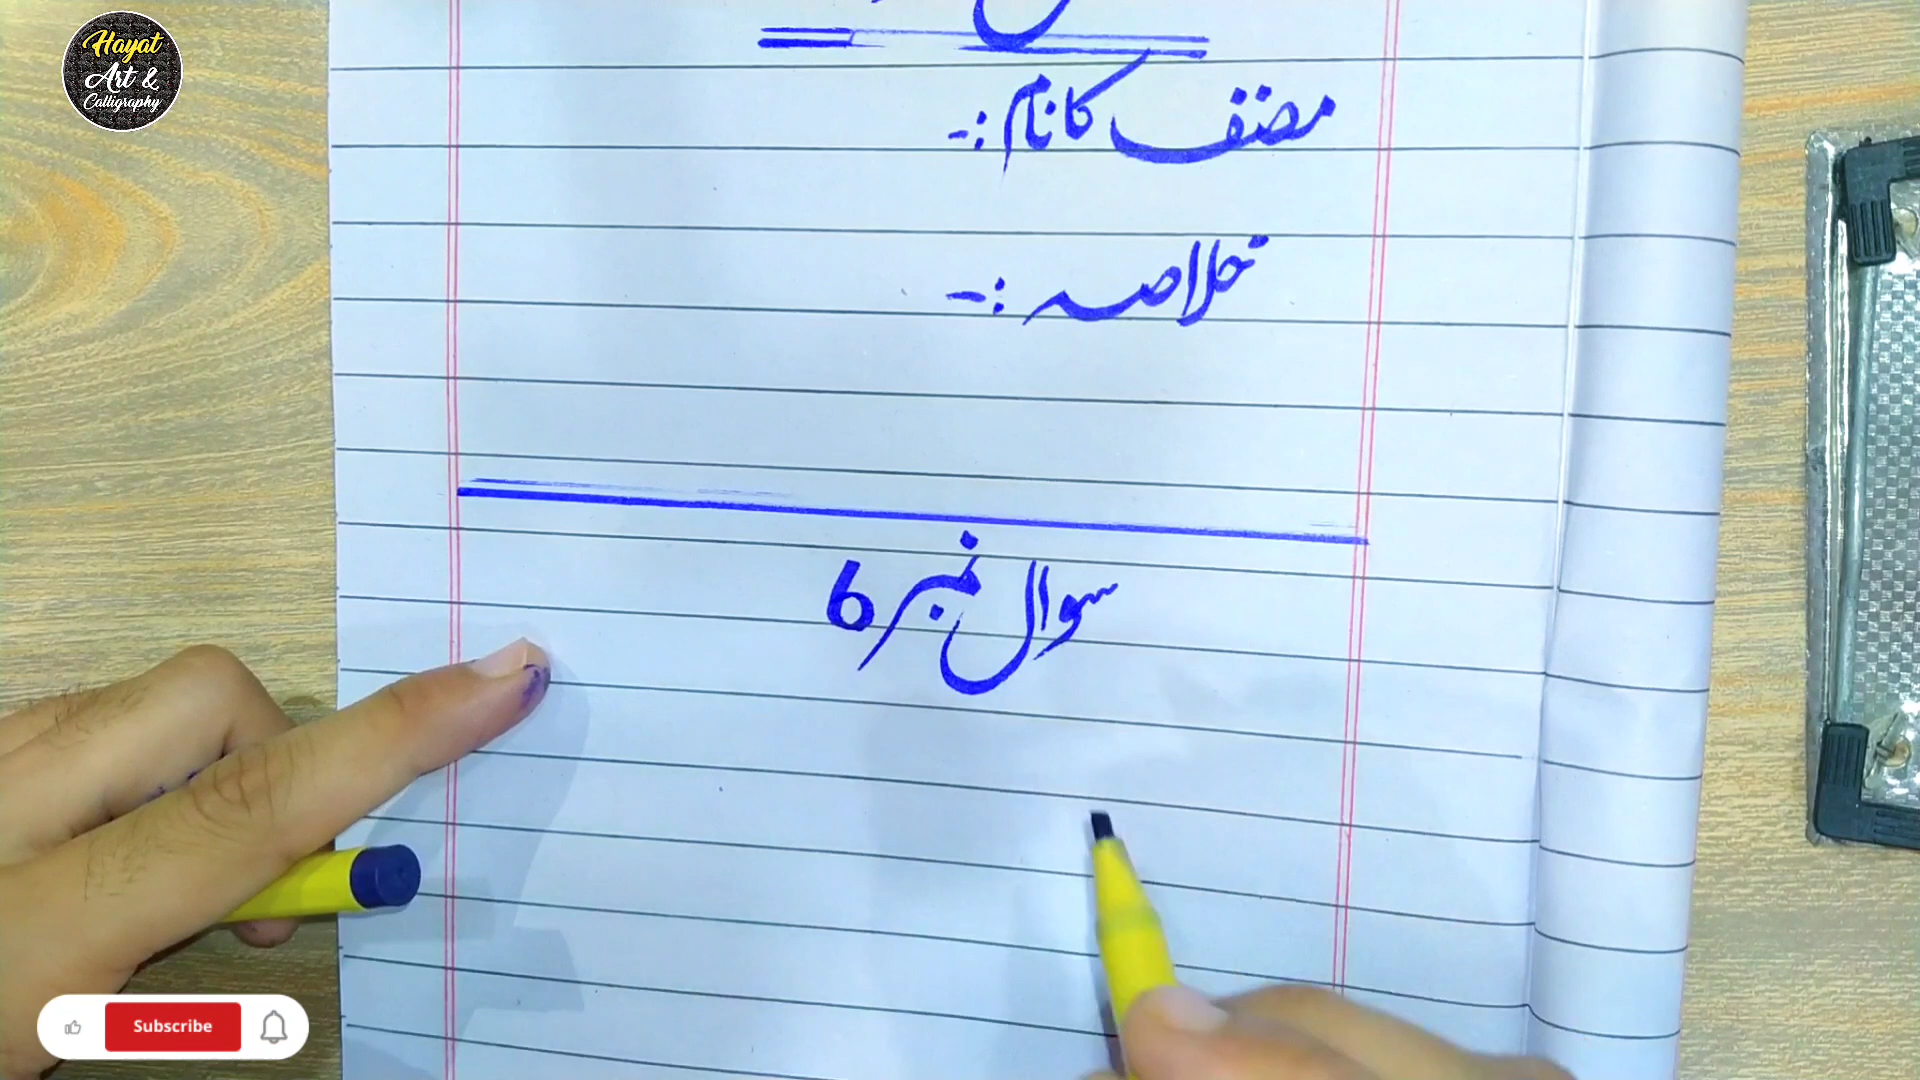 Hayat
Art &
Calligraphy
مصنف کا نام :-
خلاصہ :-
سوال نمبر 6
Subscribe